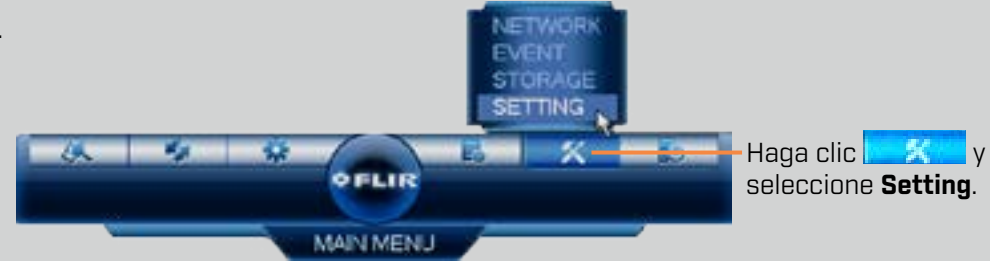 NETWORK
EVENT
STORAGE
SETTING
FLIR
MAIN MENU
Haga clic y
seleccione Setting.